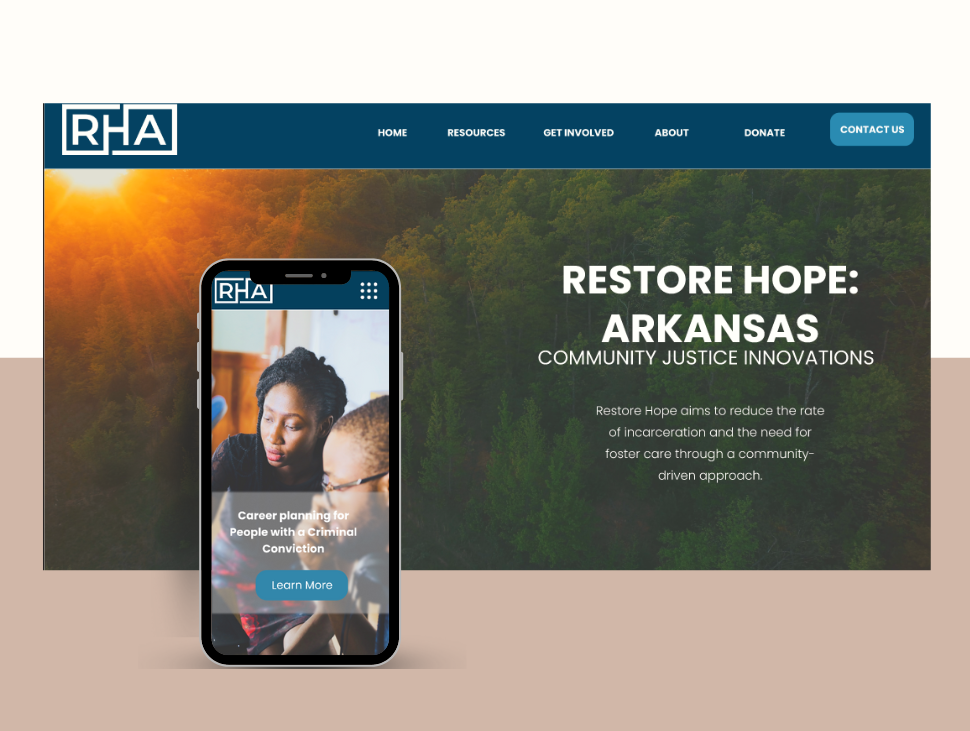 RHA
HOME
RESOURCES
GET INVOLVED
ABOUT
DONATE
CONTACT US
RESTORE HOPE:
ARKANSAS
COMMUNITY JUSTICE INNOVATIONS
Restore Hope aims to reduce the rate
of incarceration and the need for
foster care through a community-
driven approach.
RHA
Career planning for
People with a Criminal
Conviction
Learn More